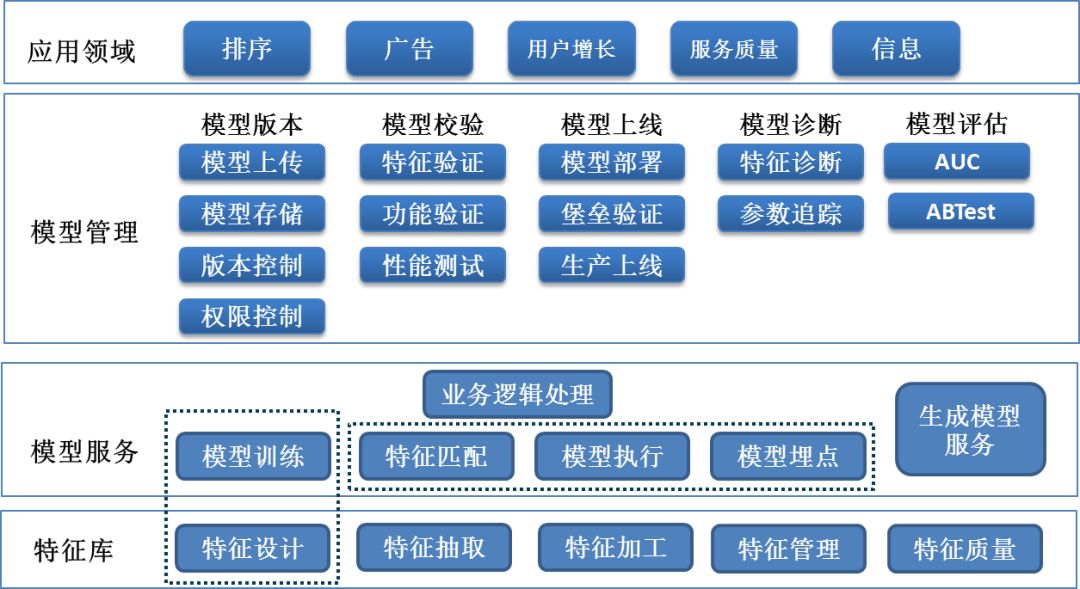 应用领域
排序
广告
用户增长
服务质量
信息
模型管理
模型版本
模型上传
模型存储
版本控制
权限控制
模型校验
特征验证
功能验证
性能测试
模型上线
模型部署
堡垒验证
生产上线
模型诊断
特征诊断
参数追踪
模型评估
AUC
ABTest
模型服务
业务逻辑处理
模型训练
特征匹配
模型执行
模型埋点
生成模型
服务
特征库
特征设计
特征抽取
特征加工
特征管理
特征质量